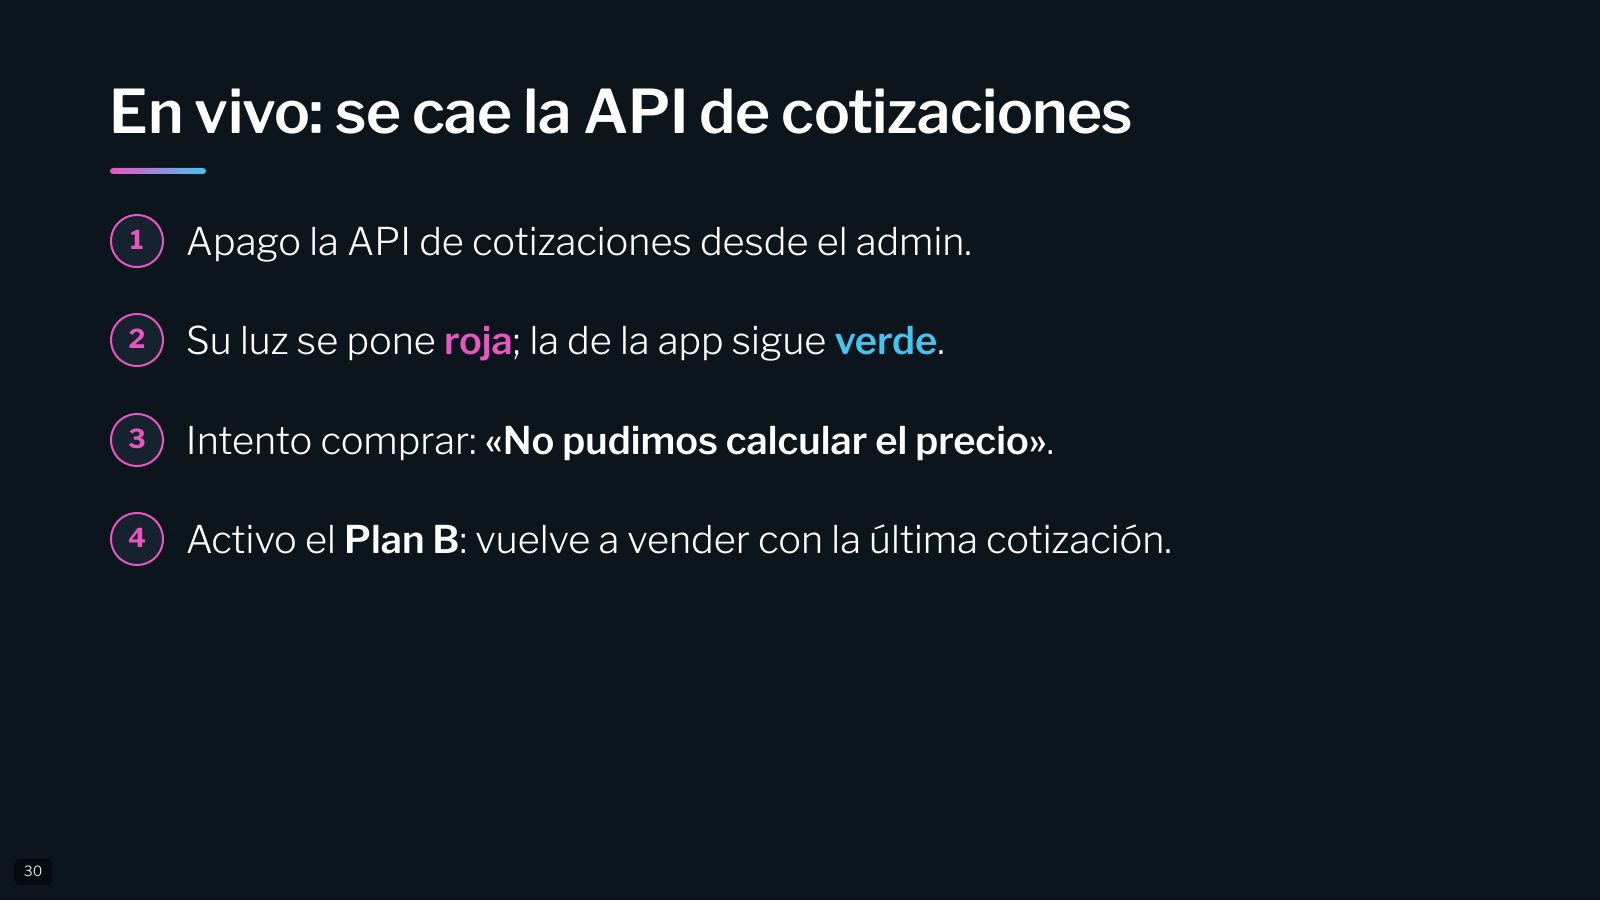 En vivo: se cae la API de cotizaciones
1 Apago la API de cotizaciones desde el admin.
2 Su luz se pone roja; la de la app sigue verde.
3 Intento comprar: «No pudimos calcular el precio».
4 Activo el Plan B: vuelve a vender con la última cotización.
30